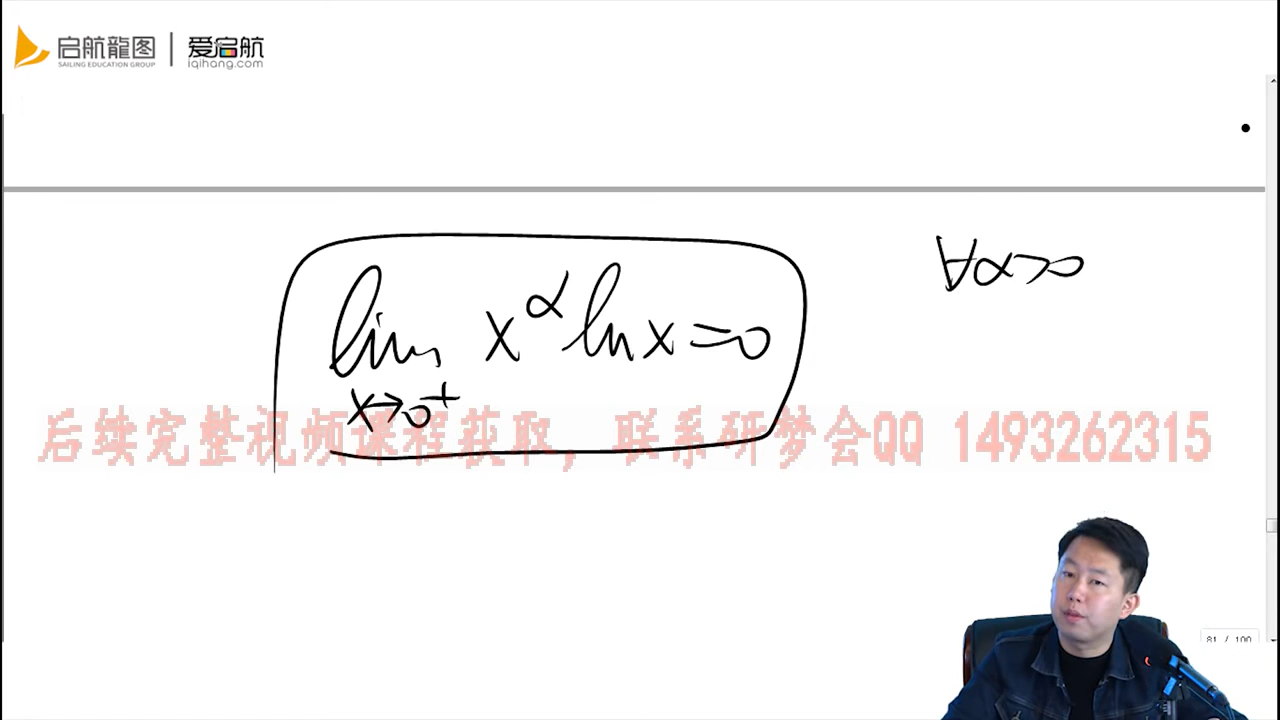 启航龍图 | 爱启航
SAILING EDUCATION GROUP iqihang.com
∀α>0
lim x^α ln x = 0
x→0⁺
后续完整视频课程获取，联系研梦会QQ 1493262315
81 / 100